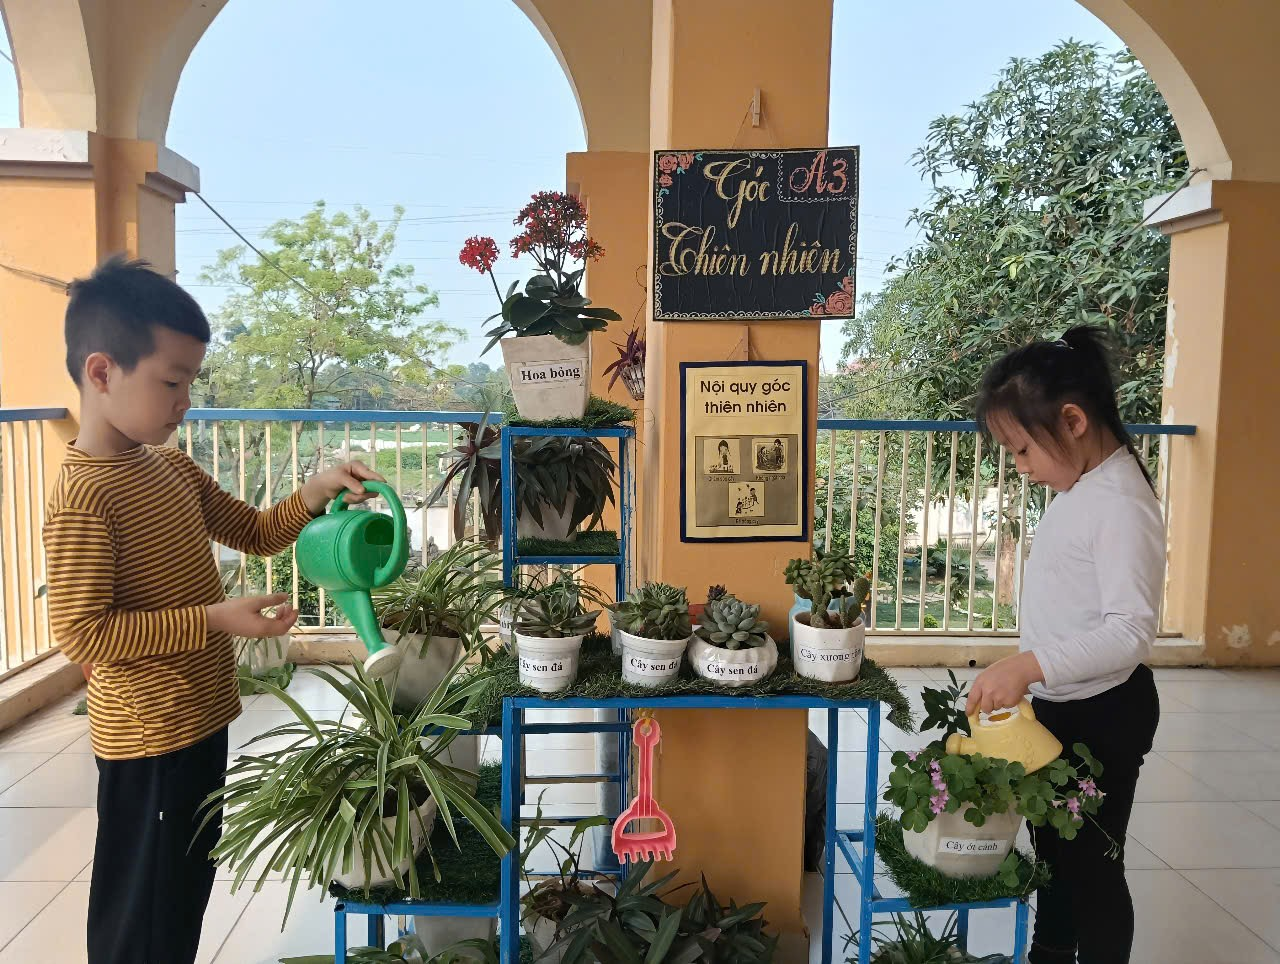 Góc A3
Thiên nhiên
Nội quy góc
thiên nhiên
Hoa bỏng
Cây sen đá
Cây sen đá
Cây sen đá
Cây xương
Cây ớt cảnh